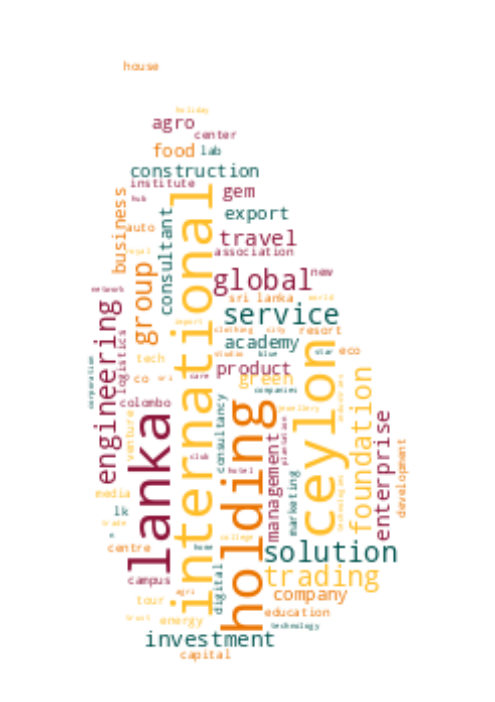 house
holiday
agro
center
food
lab
construction
institute
hub
gem
business
export
consultant
international
auto
travel
association
royal
group
global
new
network
sri lanka
world
engineering
service
import
clothing
city
resort
logistics
academy
studio
blue
star
eco
tech
product
ceylon
co
sri
care
green
companies
corporation
colombo
lanka
holding
consultancy
jewellery
industries
foundation
venture
management
plantation
enterprise
club
hotel
marketing
technologies
development
media
lk
trade
college
centre
home
solution
campus
digital
trading
agri
tour
company
education
trust
energy
technology
investment
capital